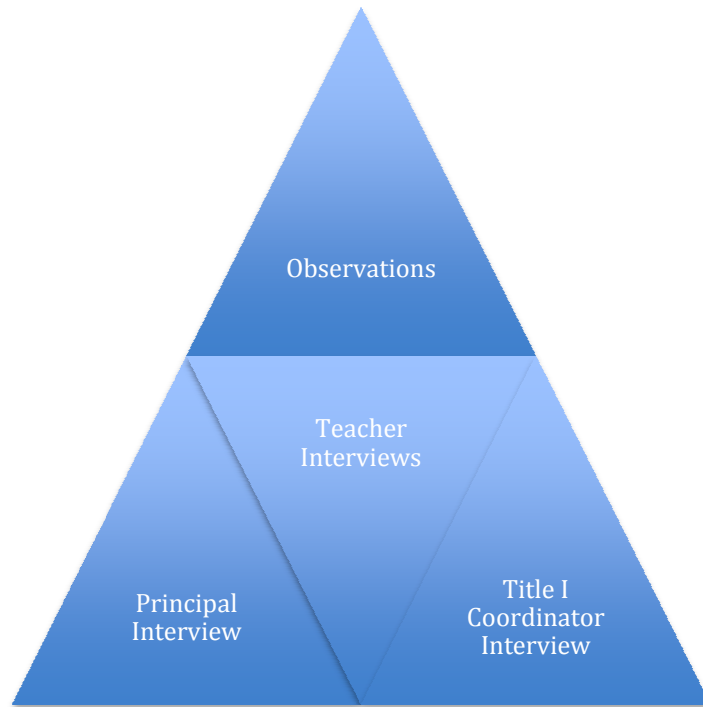 Observations
Teacher
Interviews
Principal
Interview
Title I
Coordinator
Interview